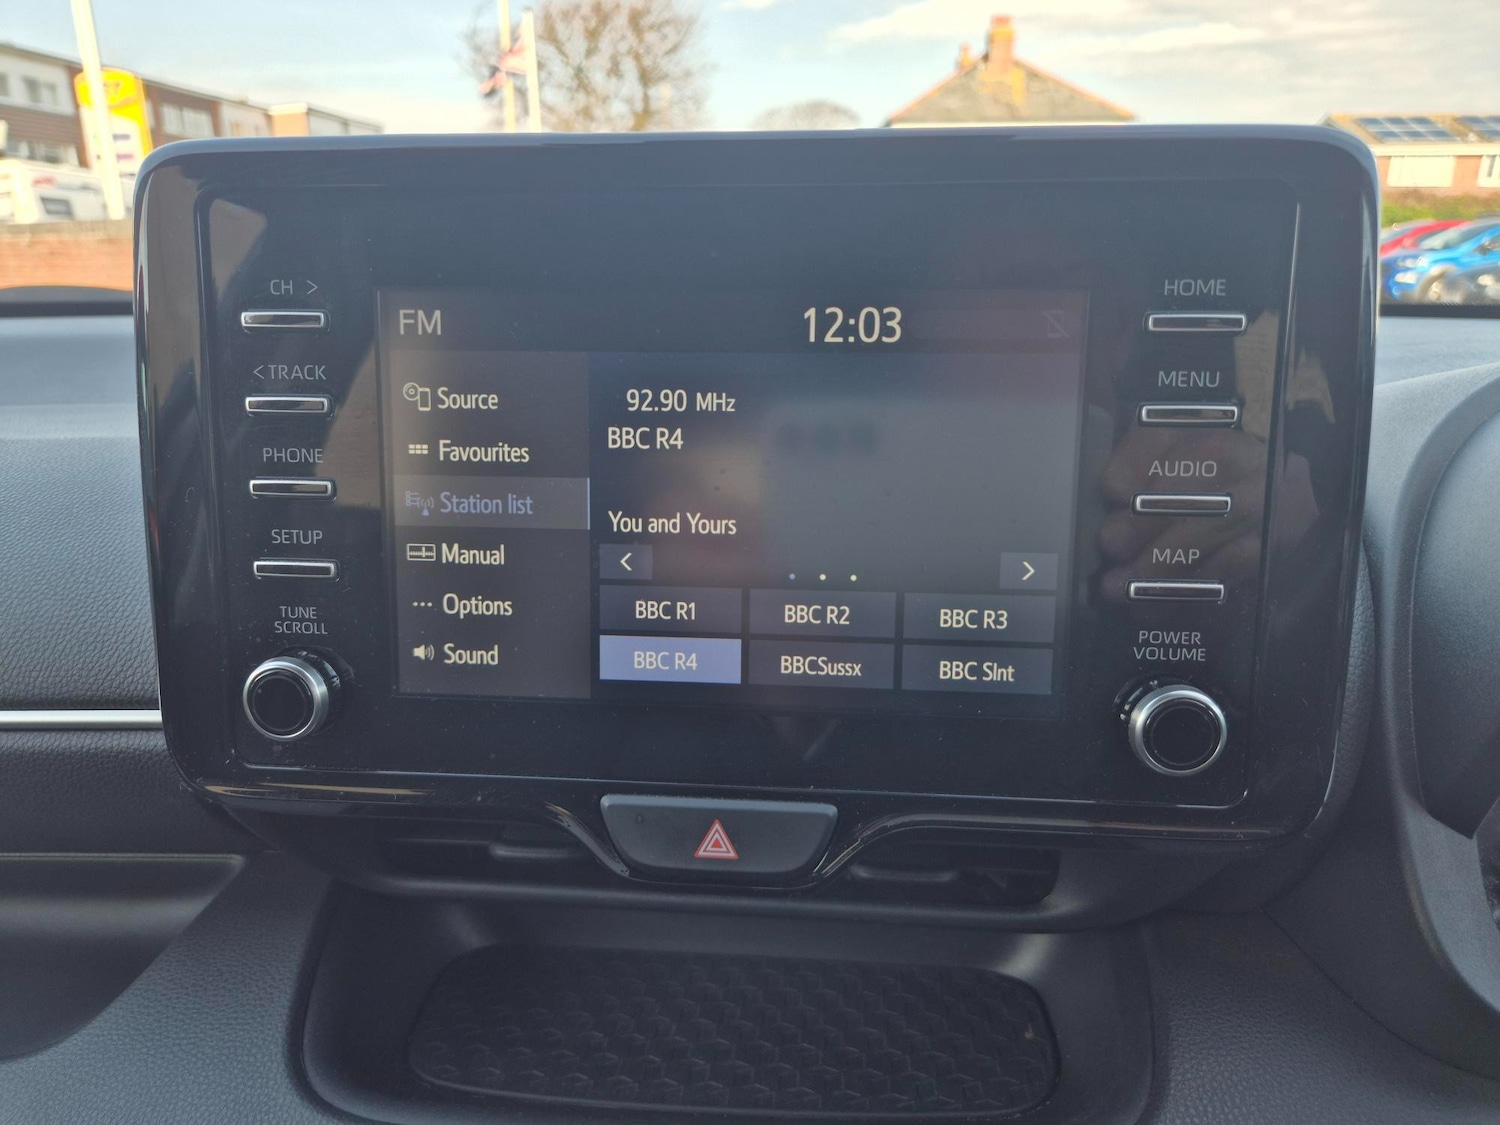 CH >
< TRACK
PHONE
SETUP
TUNE
SCROLL
FM
12:03
Source
Favourites
Station list
Manual
Options
Sound
92.90 MHz
BBC R4
You and Yours
<
>
BBC R1
BBC R2
BBC R3
BBC R4
BBCSussx
BBC Slnt
HOME
MENU
AUDIO
MAP
POWER
VOLUME